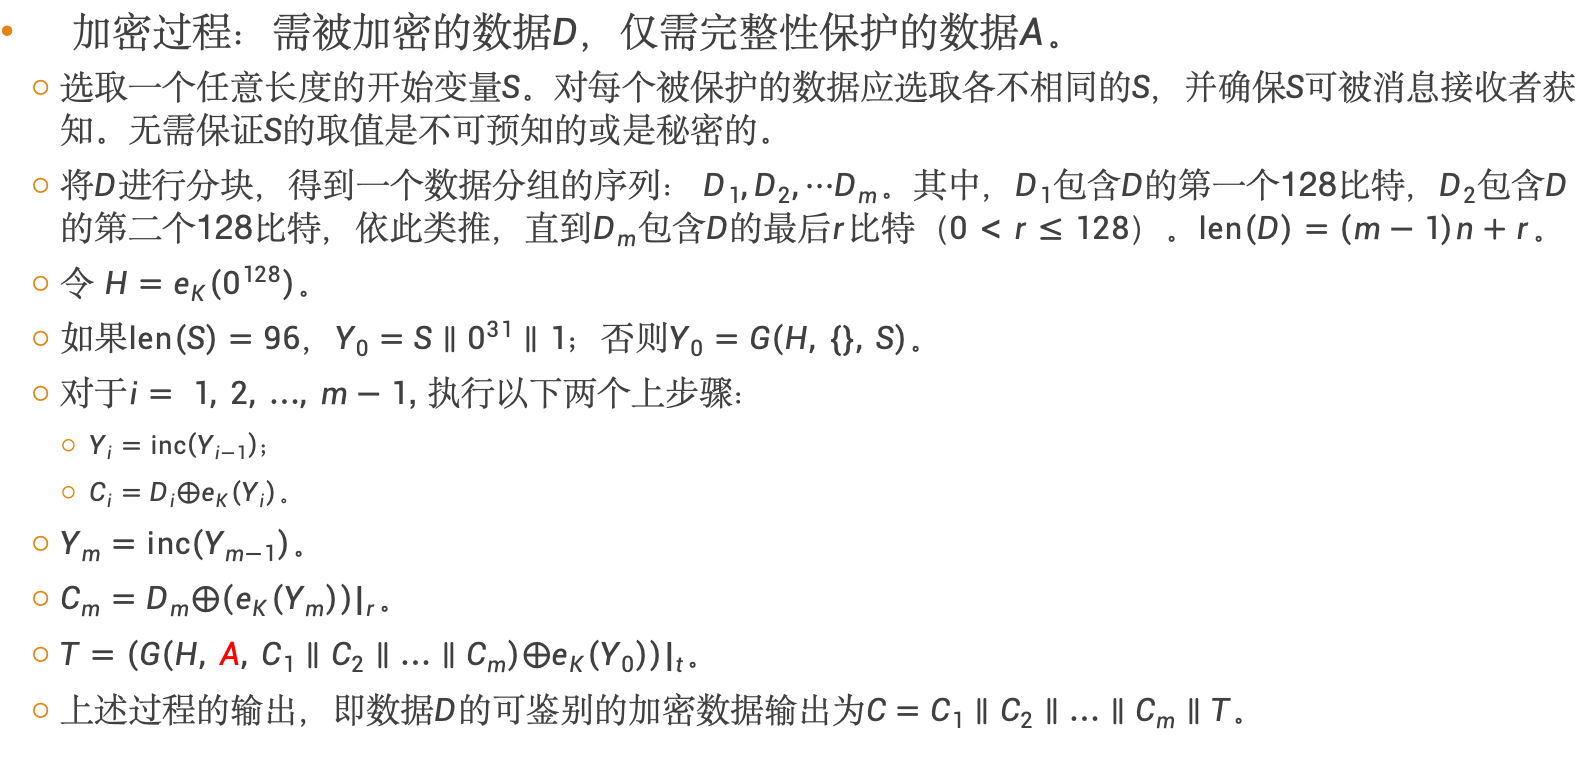 • 加密过程：需被加密的数据D，仅需完整性保护的数据A。
○ 选取一个任意长度的开始变量S。对每个被保护的数据应选取各不相同的S，并确保S可被消息接收者获
知。无需保证S的取值是不可预知的或是秘密的。
○ 将D进行分块，得到一个数据分组的序列： D₁, D₂, ⋯Dₘ。其中，D₁包含D的第一个128比特，D₂包含D
的第二个128比特，依此类推，直到Dₘ包含D的最后r比特（0 < r ≤ 128）。len(D) = (m − 1)n + r。
○ 令 H = e_K(0¹²⁸)。
○ 如果len(S) = 96，Y₀ = S ‖ 0³¹ ‖ 1；否则Y₀ = G(H, {}, S)。
○ 对于i = 1, 2, …, m − 1, 执行以下两个上步骤：
○ Yᵢ = inc(Yᵢ₋₁)；
○ Cᵢ = Dᵢ⊕e_K(Yᵢ)。
○ Yₘ = inc(Yₘ₋₁)。
○ Cₘ = Dₘ⊕(e_K(Yₘ))|ᵣ。
○ T = (G(H, A, C₁ ‖ C₂ ‖ … ‖ Cₘ)⊕e_K(Y₀))|ₜ。
○ 上述过程的输出，即数据D的可鉴别的加密数据输出为C = C₁ ‖ C₂ ‖ … ‖ Cₘ ‖ T。